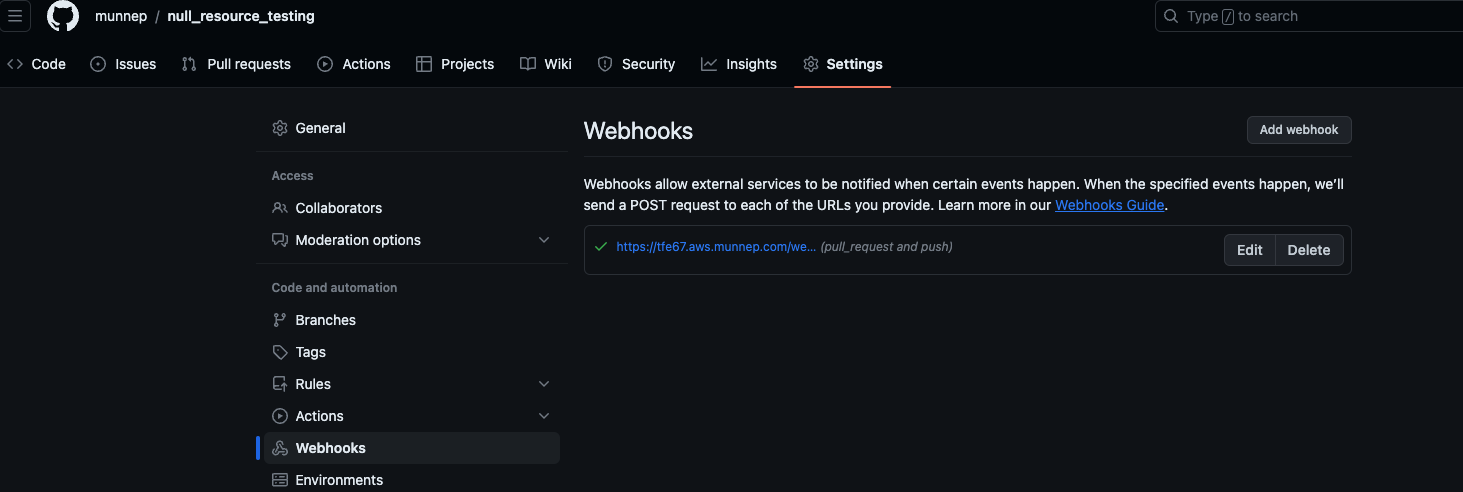 munnep / null_resource_testing
Type / to search
Code Issues Pull requests Actions Projects Wiki Security Insights Settings
General
Access
Collaborators
Moderation options
Code and automation
Branches
Tags
Rules
Actions
Webhooks
Environments
Webhooks
Add webhook
Webhooks allow external services to be notified when certain events happen. When the specified events happen, we’ll
send a POST request to each of the URLs you provide. Learn more in our Webhooks Guide.
https://tfe67.aws.munnep.com/we... (pull_request and push)
Edit Delete